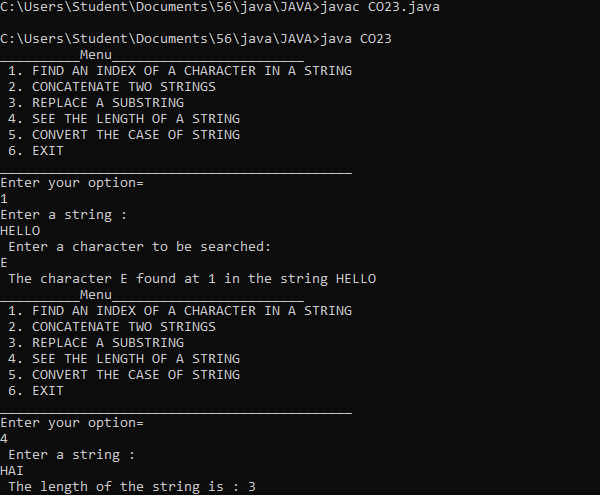 C:\Users\Student\Documents\56\java\JAVA>javac CO23.java
C:\Users\Student\Documents\56\java\JAVA>java CO23
__________Menu________________________
1. FIND AN INDEX OF A CHARACTER IN A STRING
2. CONCATENATE TWO STRINGS
3. REPLACE A SUBSTRING
4. SEE THE LENGTH OF A STRING
5. CONVERT THE CASE OF STRING
6. EXIT
____________________________________________
Enter your option=
1
Enter a string :
HELLO
Enter a character to be searched:
E
The character E found at 1 in the string HELLO
__________Menu________________________
1. FIND AN INDEX OF A CHARACTER IN A STRING
2. CONCATENATE TWO STRINGS
3. REPLACE A SUBSTRING
4. SEE THE LENGTH OF A STRING
5. CONVERT THE CASE OF STRING
6. EXIT
____________________________________________
Enter your option=
4
Enter a string :
HAI
The length of the string is : 3